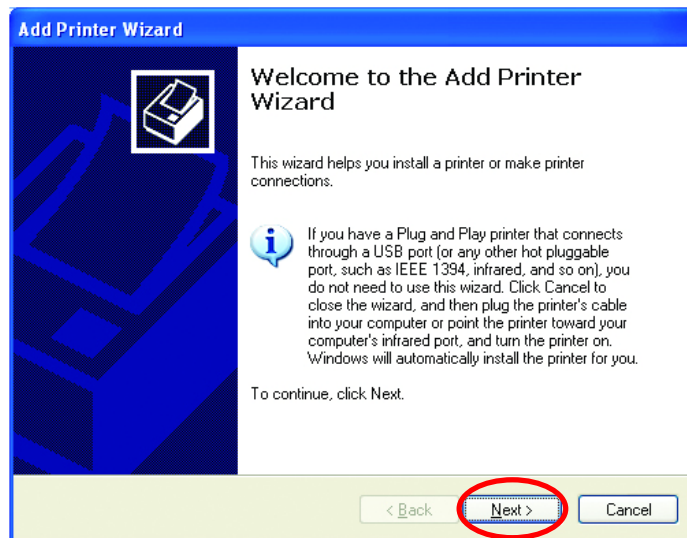 Add Printer Wizard
Welcome to the Add Printer
Wizard
This wizard helps you install a printer or make printer
connections.
If you have a Plug and Play printer that connects
through a USB port (or any other hot pluggable
port, such as IEEE 1394, infrared, and so on), you
do not need to use this wizard. Click Cancel to
close the wizard, and then plug the printer's cable
into your computer or point the printer toward your
computer's infrared port, and turn the printer on.
Windows will automatically install the printer for you.
To continue, click Next.
< Back Next > Cancel